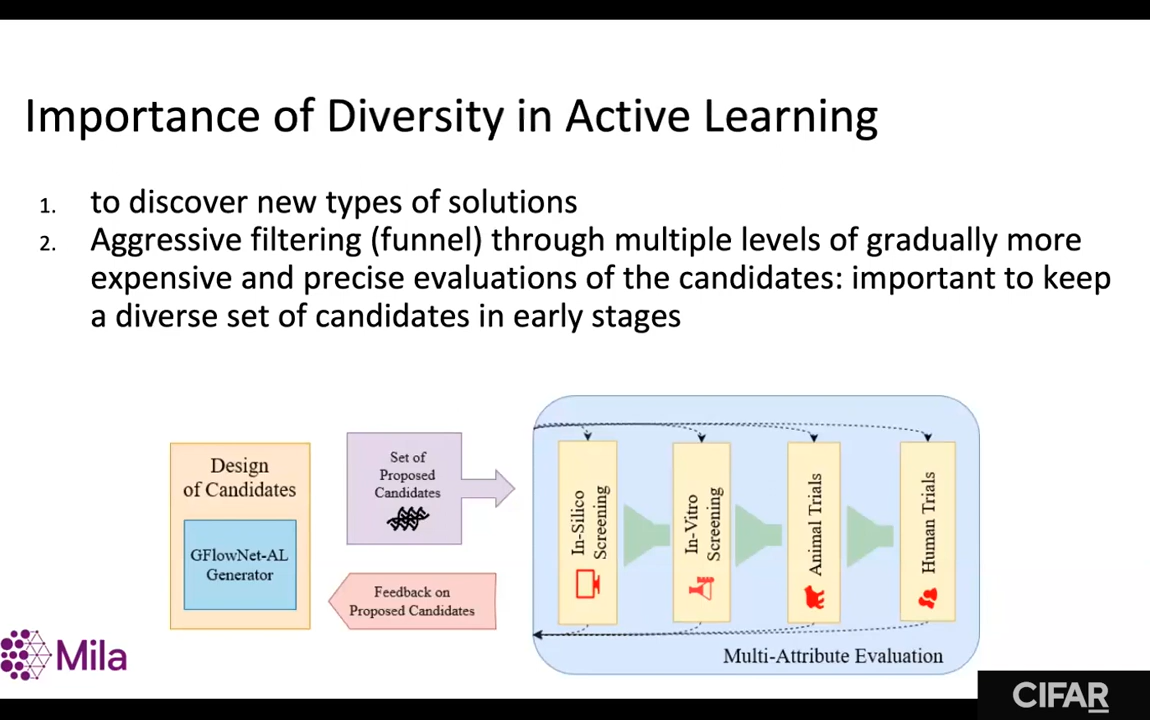 Importance of Diversity in Active Learning
1. to discover new types of solutions
2. Aggressive filtering (funnel) through multiple levels of gradually more
expensive and precise evaluations of the candidates: important to keep
a diverse set of candidates in early stages
Design
of Candidates
GFlowNet-AL
Generator
Set of
Proposed
Candidates
Feedback on
Proposed Candidates
In-Silico
Screening
In-Vitro
Screening
Animal Trials
Human Trials
Multi-Attribute Evaluation
Mila
CIFAR